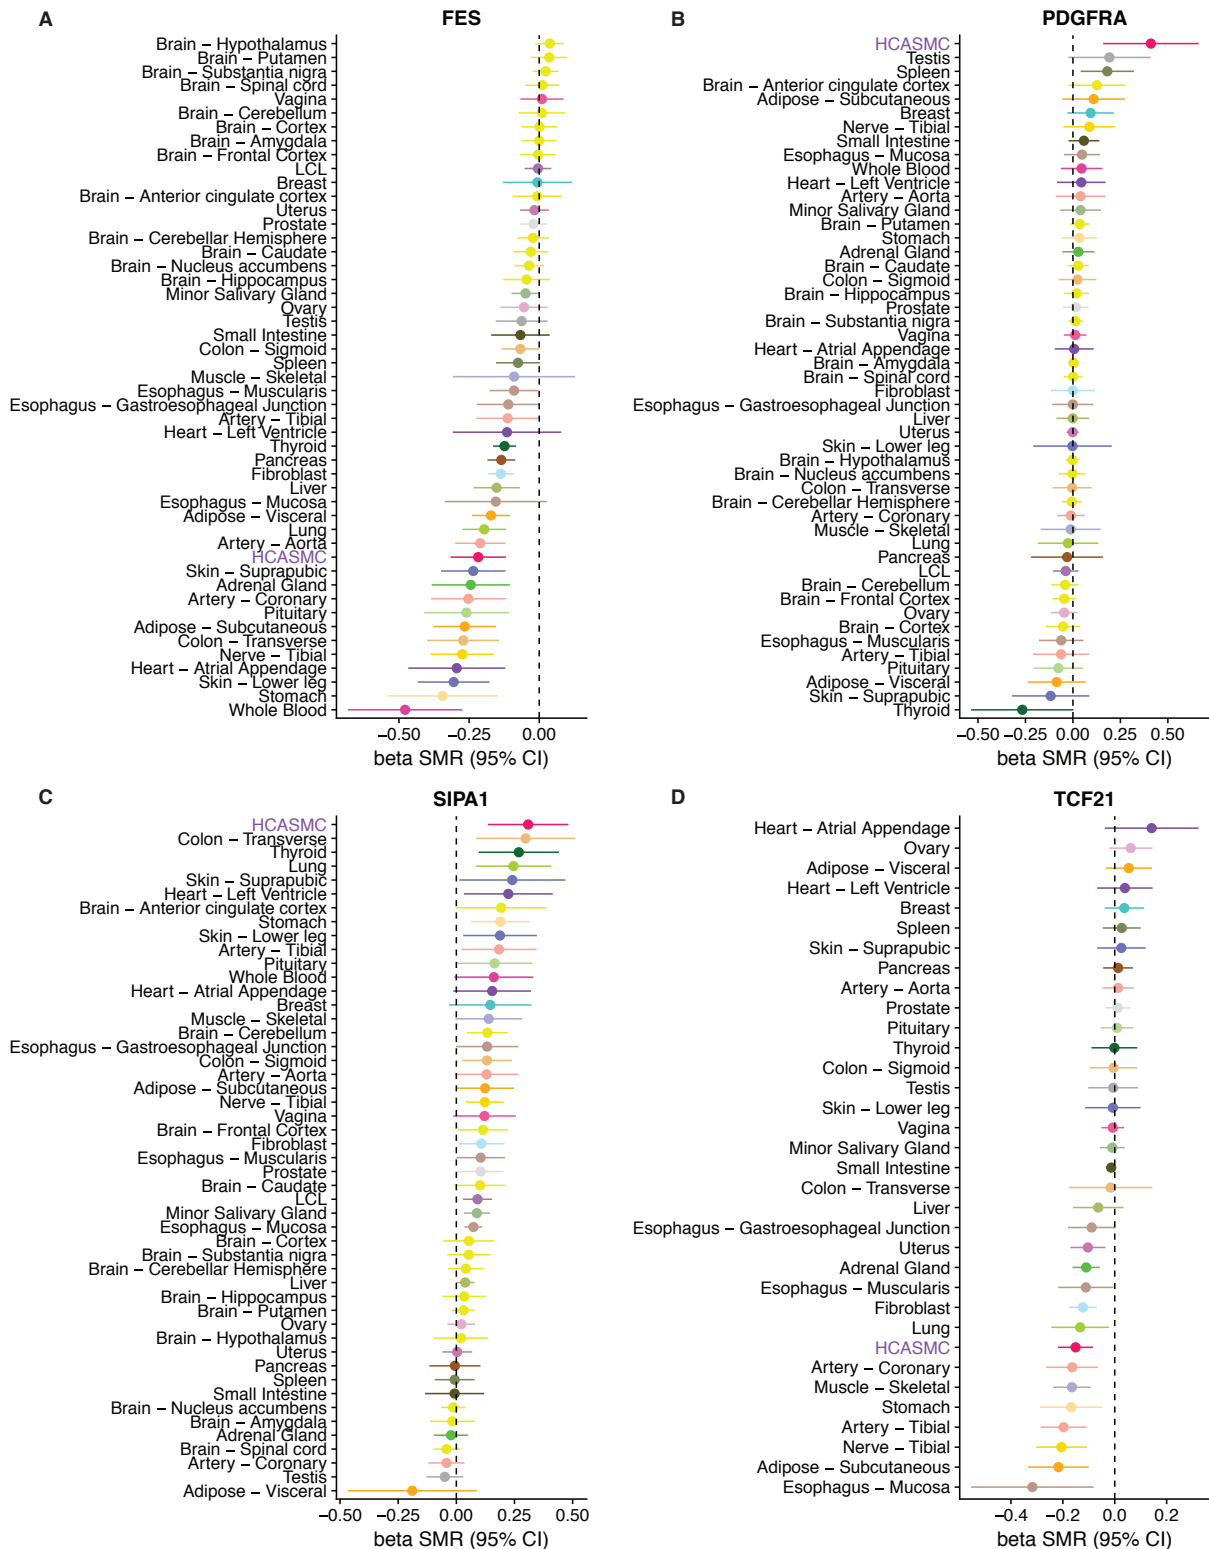 A
FES
Brain – Hypothalamus
Brain – Putamen
Brain – Substantia nigra
Brain – Spinal cord
Vagina
Brain – Cerebellum
Brain – Cortex
Brain – Amygdala
Brain – Frontal Cortex
LCL
Breast
Brain – Anterior cingulate cortex
Uterus
Prostate
Brain – Cerebellar Hemisphere
Brain – Caudate
Brain – Nucleus accumbens
Brain – Hippocampus
Minor Salivary Gland
Ovary
Testis
Small Intestine
Colon – Sigmoid
Spleen
Muscle – Skeletal
Esophagus – Muscularis
Esophagus – Gastroesophageal Junction
Artery – Tibial
Heart – Left Ventricle
Thyroid
Pancreas
Fibroblast
Liver
Esophagus – Mucosa
Adipose – Visceral
Lung
Artery – Aorta
HCASMC
Skin – Suprapubic
Adrenal Gland
Artery – Coronary
Pituitary
Adipose – Subcutaneous
Colon – Transverse
Nerve – Tibial
Heart – Atrial Appendage
Skin – Lower leg
Stomach
Whole Blood
−0.50 −0.25 0.00
beta SMR (95% CI)
B
PDGFRA
HCASMC
Testis
Spleen
Brain – Anterior cingulate cortex
Adipose – Subcutaneous
Breast
Nerve – Tibial
Small Intestine
Esophagus – Mucosa
Whole Blood
Heart – Left Ventricle
Artery – Aorta
Minor Salivary Gland
Brain – Putamen
Stomach
Adrenal Gland
Brain – Caudate
Colon – Sigmoid
Brain – Hippocampus
Prostate
Brain – Substantia nigra
Vagina
Heart – Atrial Appendage
Brain – Amygdala
Brain – Spinal cord
Fibroblast
Esophagus – Gastroesophageal Junction
Liver
Uterus
Skin – Lower leg
Brain – Hypothalamus
Brain – Nucleus accumbens
Colon – Transverse
Brain – Cerebellar Hemisphere
Artery – Coronary
Muscle – Skeletal
Lung
Pancreas
LCL
Brain – Cerebellum
Brain – Frontal Cortex
Ovary
Brain – Cortex
Esophagus – Muscularis
Artery – Tibial
Pituitary
Adipose – Visceral
Skin – Suprapubic
Thyroid
−0.50 −0.25 0.00 0.25 0.50
beta SMR (95% CI)
C
SIPA1
HCASMC
Colon – Transverse
Thyroid
Lung
Skin – Suprapubic
Heart – Left Ventricle
Brain – Anterior cingulate cortex
Stomach
Skin – Lower leg
Artery – Tibial
Pituitary
Whole Blood
Heart – Atrial Appendage
Breast
Muscle – Skeletal
Brain – Cerebellum
Esophagus – Gastroesophageal Junction
Colon – Sigmoid
Artery – Aorta
Adipose – Subcutaneous
Nerve – Tibial
Vagina
Brain – Frontal Cortex
Fibroblast
Esophagus – Muscularis
Prostate
Brain – Caudate
LCL
Minor Salivary Gland
Esophagus – Mucosa
Brain – Cortex
Brain – Substantia nigra
Brain – Cerebellar Hemisphere
Liver
Brain – Hippocampus
Brain – Putamen
Ovary
Brain – Hypothalamus
Uterus
Pancreas
Spleen
Small Intestine
Brain – Nucleus accumbens
Brain – Amygdala
Adrenal Gland
Brain – Spinal cord
Artery – Coronary
Testis
Adipose – Visceral
−0.50 −0.25 0.00 0.25 0.50
beta SMR (95% CI)
D
TCF21
Heart – Atrial Appendage
Ovary
Adipose – Visceral
Heart – Left Ventricle
Breast
Spleen
Skin – Suprapubic
Pancreas
Artery – Aorta
Prostate
Pituitary
Thyroid
Colon – Sigmoid
Testis
Skin – Lower leg
Vagina
Minor Salivary Gland
Small Intestine
Colon – Transverse
Liver
Esophagus – Gastroesophageal Junction
Uterus
Adrenal Gland
Esophagus – Muscularis
Fibroblast
Lung
HCASMC
Artery – Coronary
Muscle – Skeletal
Stomach
Artery – Tibial
Nerve – Tibial
Adipose – Subcutaneous
Esophagus – Mucosa
−0.4 −0.2 0.0 0.2
beta SMR (95% CI)